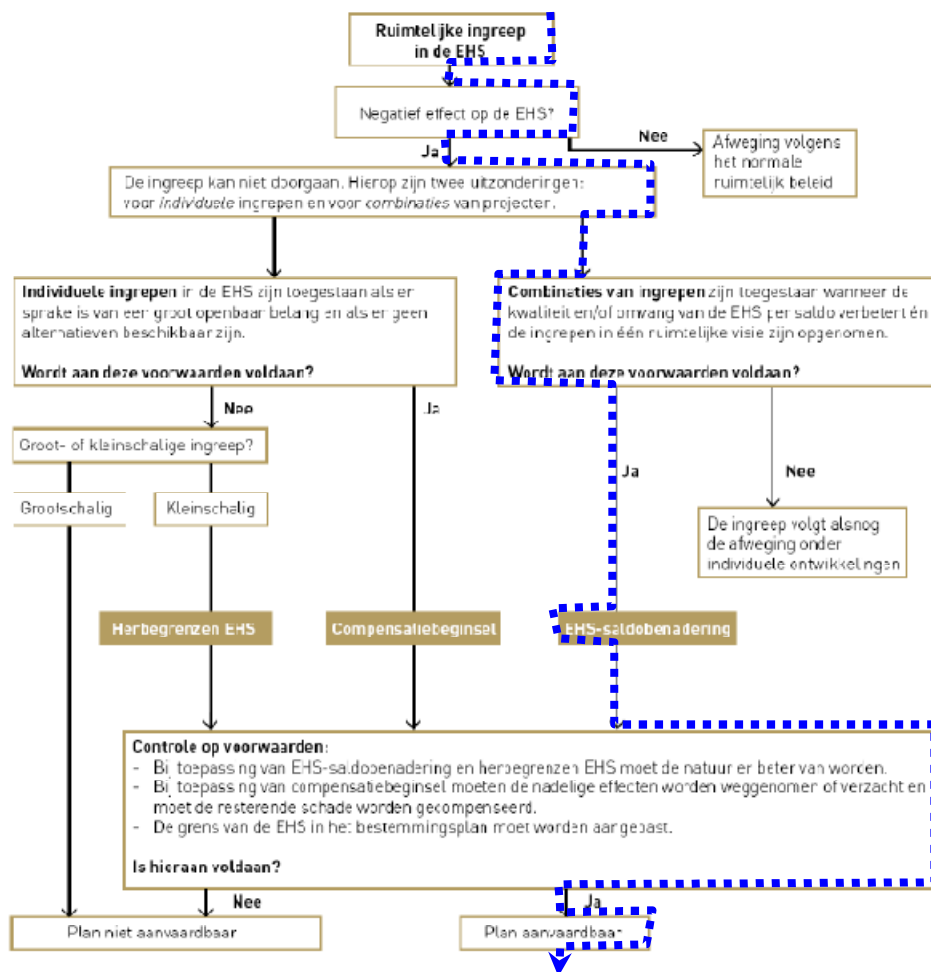 Ruimtelijke ingreep
in de EHS
Negatief effect op de EHS?
Nee
Ja
Afweging volgens
het normale
ruimtelijk beleid
De ingreep kan niet doorgaan. Hierop zijn twee uitzonderingen:
voor individuele ingrepen en voor combinaties van projecten.
Individuele ingrepen in de EHS zijn toegestaan als er
sprake is van een groot openbaar belang en als er geen
alternatieven beschikbaar zijn.
Wordt aan deze voorwaarden voldaan?
Combinaties van ingrepen zijn toegestaan wanneer de
kwaliteit en/of omvang van de EHS per saldo verbetert én
de ingrepen in één ruimtelijke visie zijn opgenomen.
Wordt aan deze voorwaarden voldaan?
Nee
Ja
Groot- of kleinschalige ingreep?
Ja
Nee
Grootschalig
Kleinschalig
De ingreep volgt alsnog
de afweging onder
individuele ontwikkelingen
Herbegrenzen EHS
Compensatiebeginsel
EHS-saldobenadering
Controle op voorwaarden:
- Bij toepassing van EHS-saldobenadering en herbegrenzen EHS moet de natuur er beter van worden.
- Bij toepassing van compensatiebeginsel moeten de nadelige effecten worden weggenomen of verzacht en
moet de resterende schade worden gecompenseerd.
- De grens van de EHS in het bestemmingsplan moet worden aangepast.
Is hieraan voldaan?
Nee
Ja
Plan niet aanvaardbaar
Plan aanvaardbaar